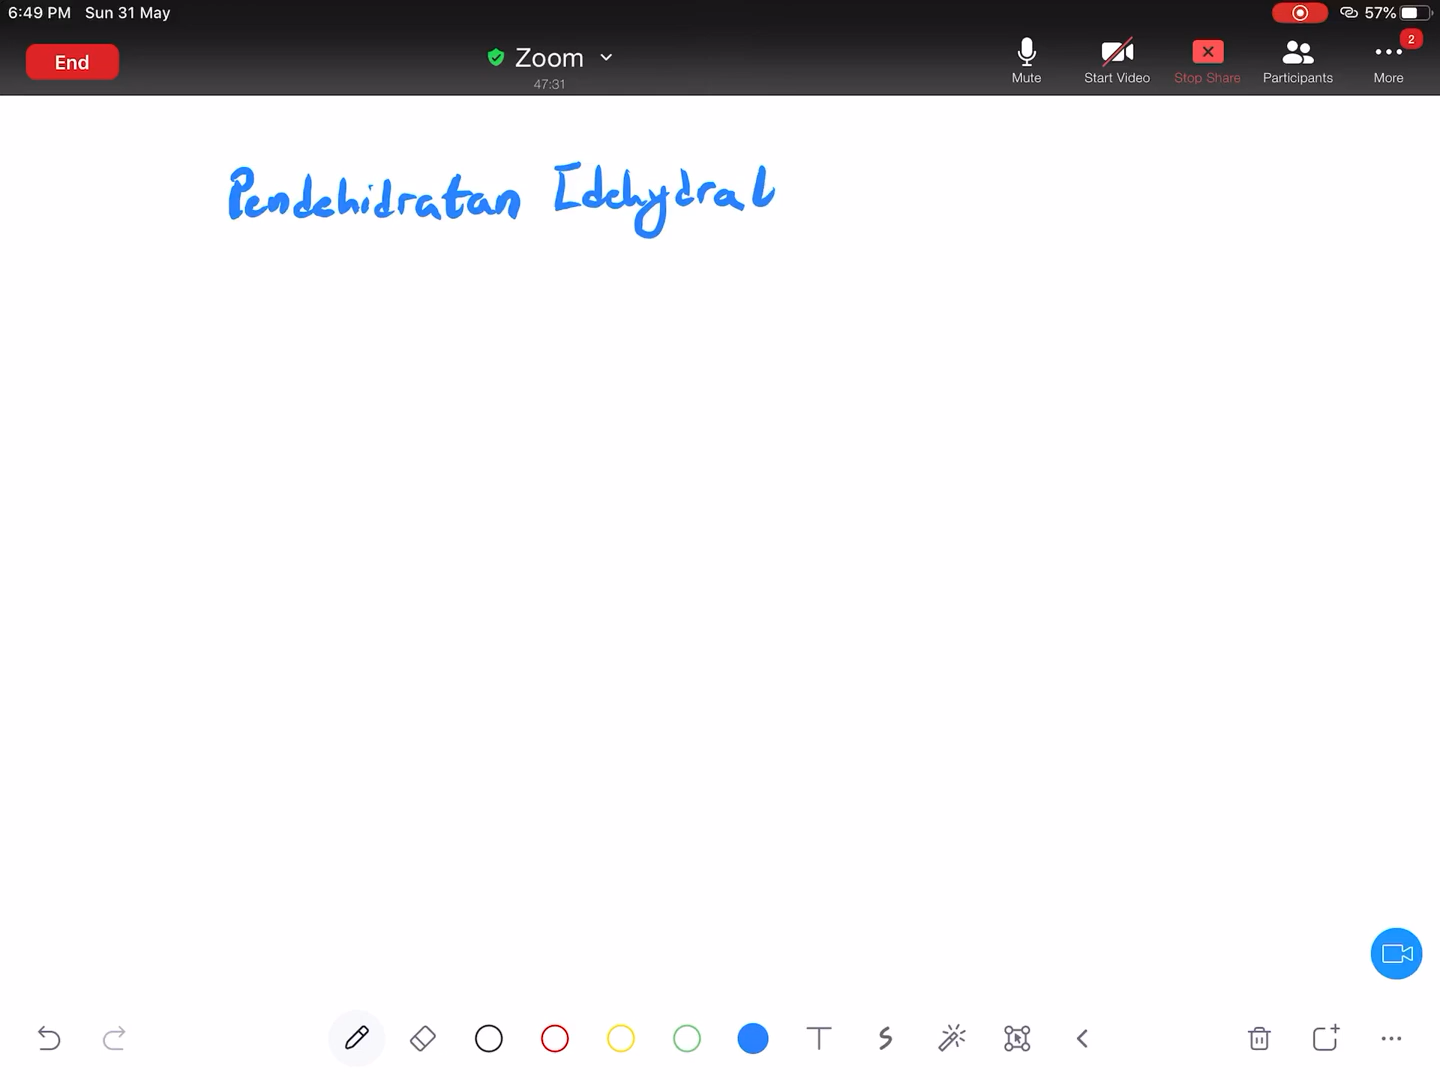 6:49 PM Sun 31 May
57%
End
Zoom
47:31
Mute
Start Video
Stop Share
Participants
2
More
Pendehidratan [dehydrat
T